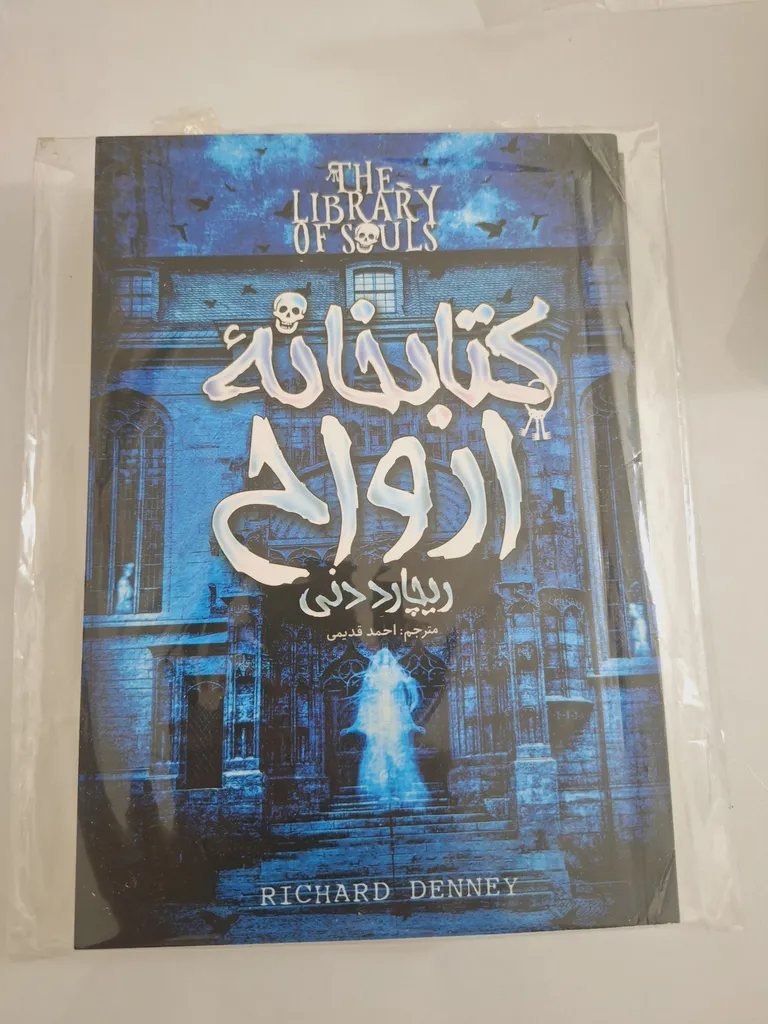 THE
LIBRARY
OF SOULS
کتابخانهٔ
ارواح
ریچارد دنی
مترجم: احمد قدیمی
RICHARD DENNEY